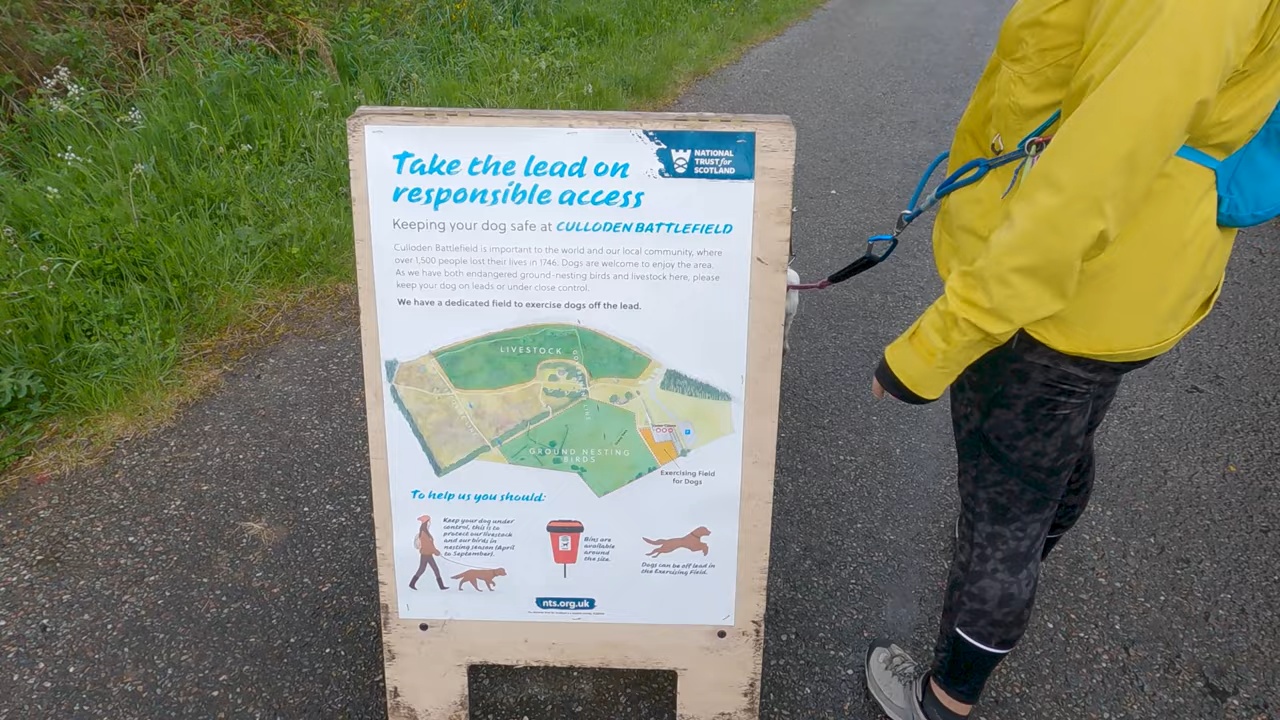 Take the lead on
responsible access
NATIONAL
TRUST for
SCOTLAND
Keeping your dog safe at CULLODEN BATTLEFIELD
Culloden Battlefield is important to the world and our local community, where
over 1,500 people lost their lives in 1746. Dogs are welcome to enjoy the area.
As we have both endangered ground-nesting birds and livestock here, please
keep your dog on leads or under close control.
We have a dedicated field to exercise dogs off the lead.
LIVESTOCK
GROUND NESTING
BIRDS
Exercising Field
for Dogs
To help us you should:
Keep your dog under
control, this is to
protect our livestock
and our birds in
nesting season (April
to September).
Bins are
available
around
the site.
Dogs can be off lead in
the Exercising Field.
nts.org.uk